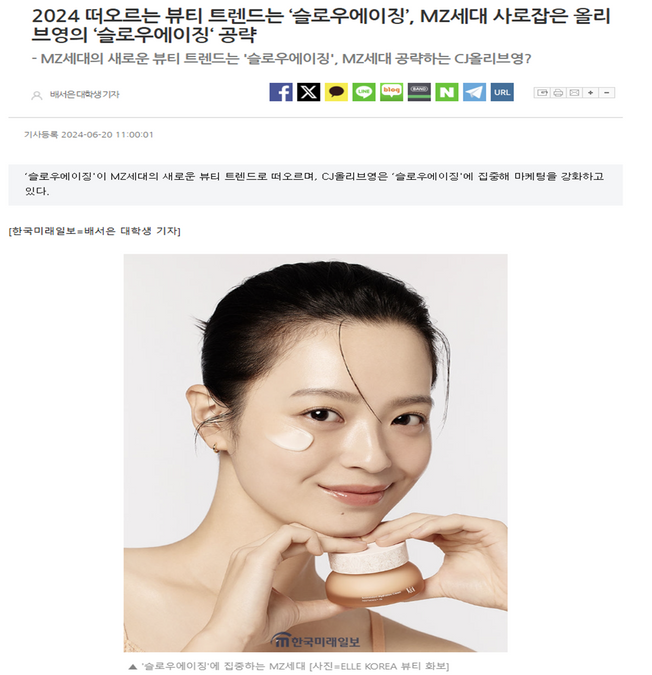 2024 떠오르는 뷰티 트렌드는 ‘슬로우에이징’, MZ세대 사로잡은 올리
브영의 ‘슬로우에이징‘ 공략
- MZ세대의 새로운 뷰티 트렌드는 '슬로우에이징', MZ세대 공략하는 CJ올리브영?
배서은 대학생 기자
f X LINE blog BAND N URL
기사등록 2024-06-20 11:00:01
‘슬로우에이징’이 MZ세대의 새로운 뷰티 트렌드로 떠오르며, CJ올리브영은 ‘슬로우에이징’에 집중해 마케팅을 강화하고
있다.
[한국미래일보=배서은 대학생 기자]
한국미래일보
▲ '슬로우에이징'에 집중하는 MZ세대 [사진=ELLE KOREA 뷰티 화보]